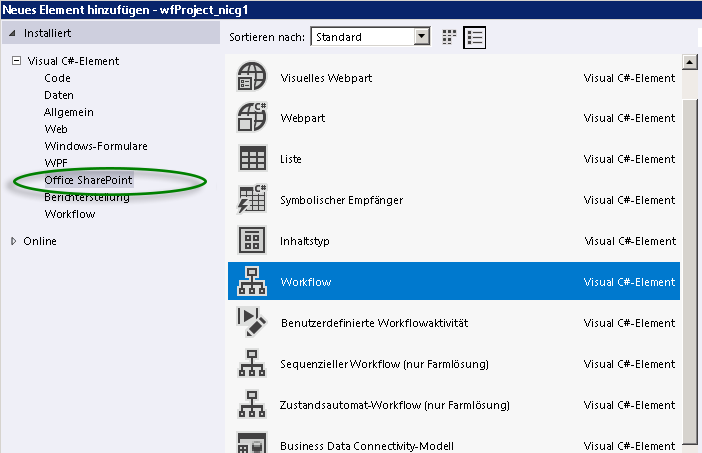 Neues Element hinzufügen - wfProject_nicg1
Installiert
Sortieren nach: Standard
Visual C#-Element
Code
Daten
Allgemein
Web
Windows-Formulare
WPF
Office SharePoint
Berichterstellung
Workflow
Online
Visuelles Webpart Visual C#-Element
Webpart Visual C#-Element
Liste Visual C#-Element
Symbolischer Empfänger Visual C#-Element
Inhaltstyp Visual C#-Element
Workflow Visual C#-Element
Benutzerdefinierte Workflowaktivität Visual C#-Element
Sequenzieller Workflow (nur Farmlösung) Visual C#-Element
Zustandsautomat-Workflow (nur Farmlösung) Visual C#-Element
Business Data Connectivity-Modell Visual C#-Element